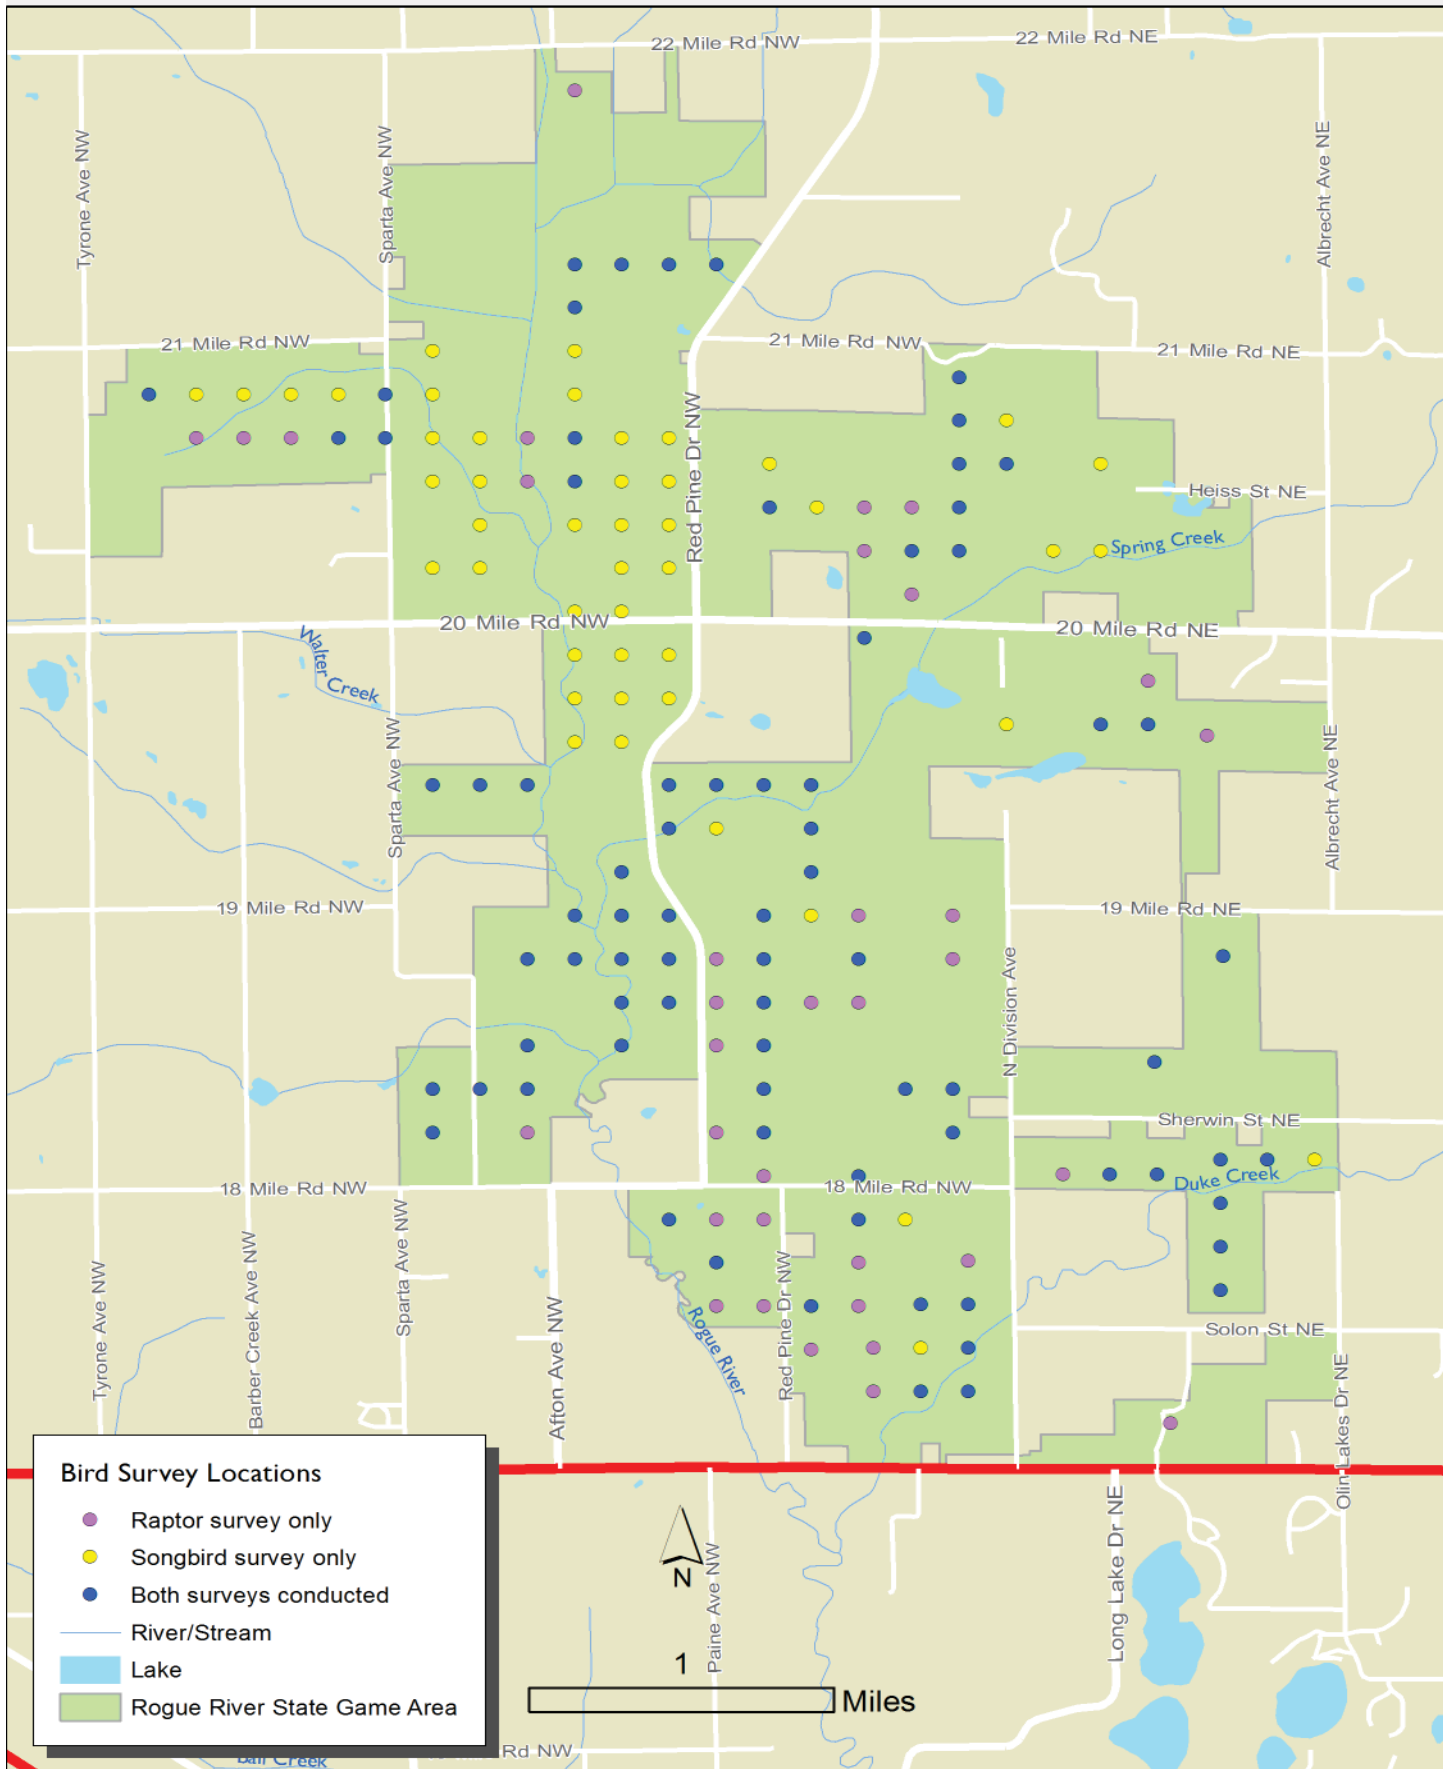 22 Mile Rd NW
22 Mile Rd NE
Tyrone Ave NW
Sparta Ave NW
Albrecht Ave NE
21 Mile Rd NW
21 Mile Rd NW
21 Mile Rd NE
Red Pine Dr NW
Heiss St NE
Spring Creek
20 Mile Rd NW
20 Mile Rd NE
Walter Creek
Sparta Ave NW
Albrecht Ave NE
19 Mile Rd NW
19 Mile Rd NE
N Division Ave
Sherwin St NE
18 Mile Rd NW
18 Mile Rd NW
Duke Creek
Tyrone Ave NW
Barber Creek Ave NW
Sparta Ave NW
Afton Ave NW
Rogue River
Red Pine Dr NW
Solon St NE
Olin Lakes Dr NE
Bird Survey Locations
Raptor survey only
Songbird survey only
Both surveys conducted
River/Stream
Lake
Rogue River State Game Area
N
Paine Ave NW
Long Lake Dr NE
1
Miles
Rd NW
Ball Creek